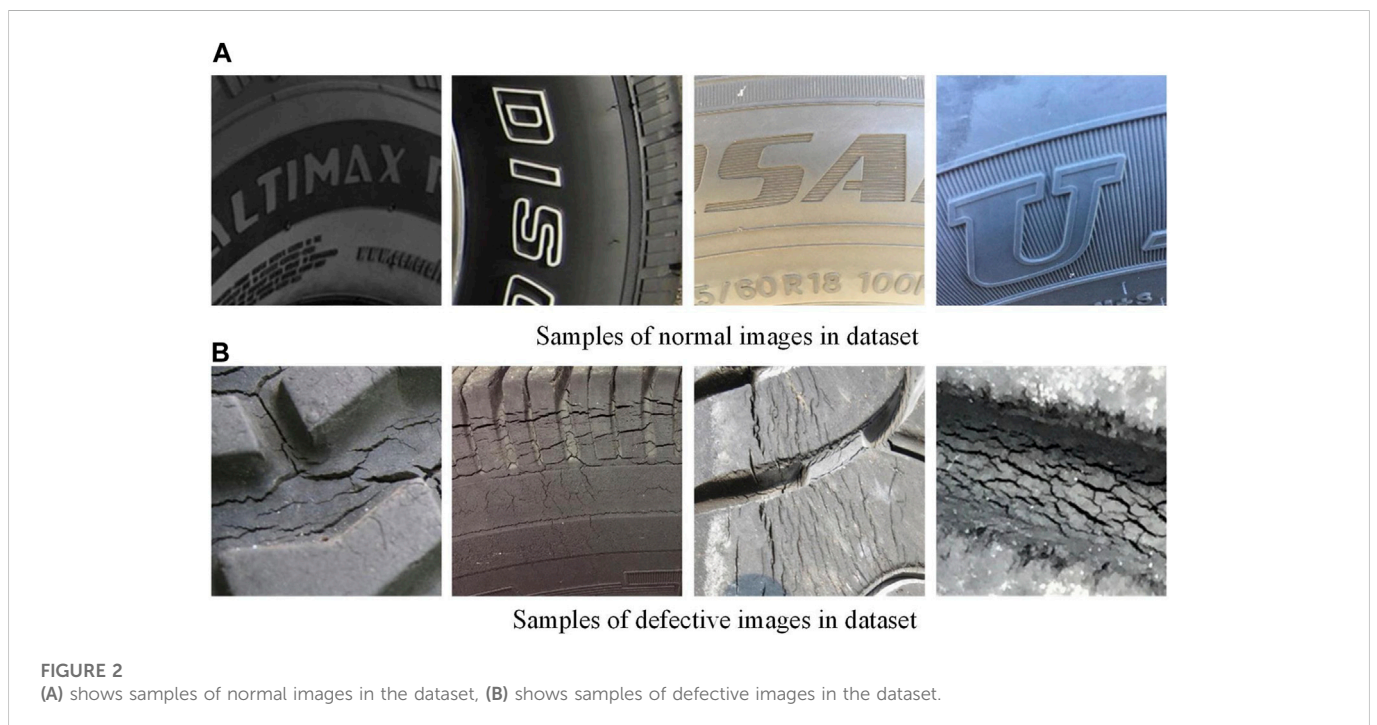 A
ALTIMAX
OSIO
SA
5/60R18 100
U
Samples of normal images in dataset
B
Samples of defective images in dataset
FIGURE 2
(A) shows samples of normal images in the dataset, (B) shows samples of defective images in the dataset.